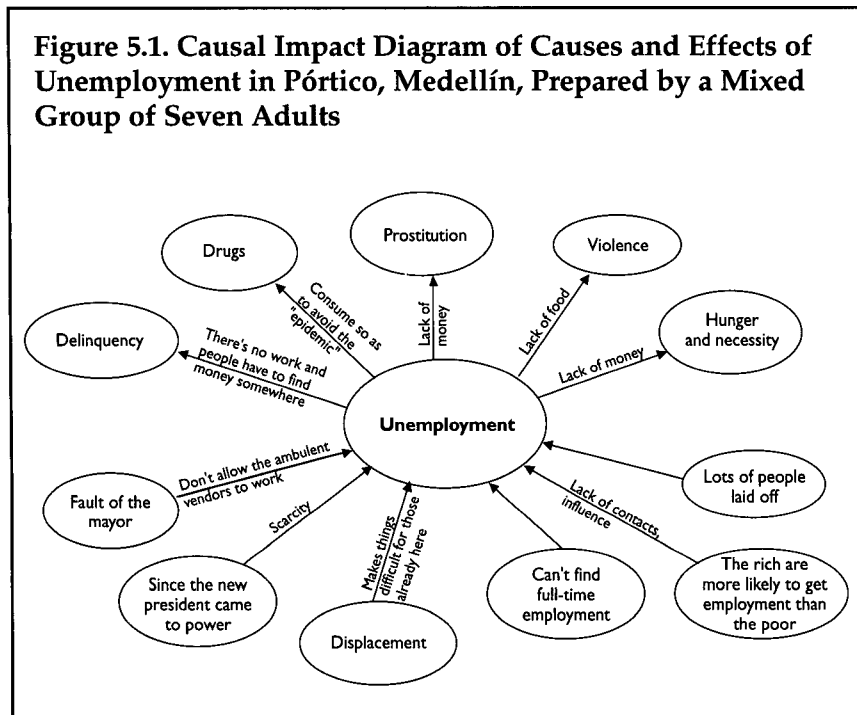 Figure 5.1. Causal Impact Diagram of Causes and Effects of
Unemployment in Pórtico, Medellín, Prepared by a Mixed
Group of Seven Adults
Prostitution
Violence
Drugs
Consume so as
to avoid the
"epidemic"
Lack of
money
Lack of food
Hunger
and necessity
Delinquency
There's no work and
people have to find
money somewhere
Lack of money
Unemployment
Don't allow the ambulent
vendors to work
Fault of the
mayor
Lots of people
laid off
Scarcity
Lack of contacts,
influence
Makes things
difficult for those
already here
Since the new
president came
to power
Can't find
full-time
employment
The rich are
more likely to get
employment than
the poor
Displacement